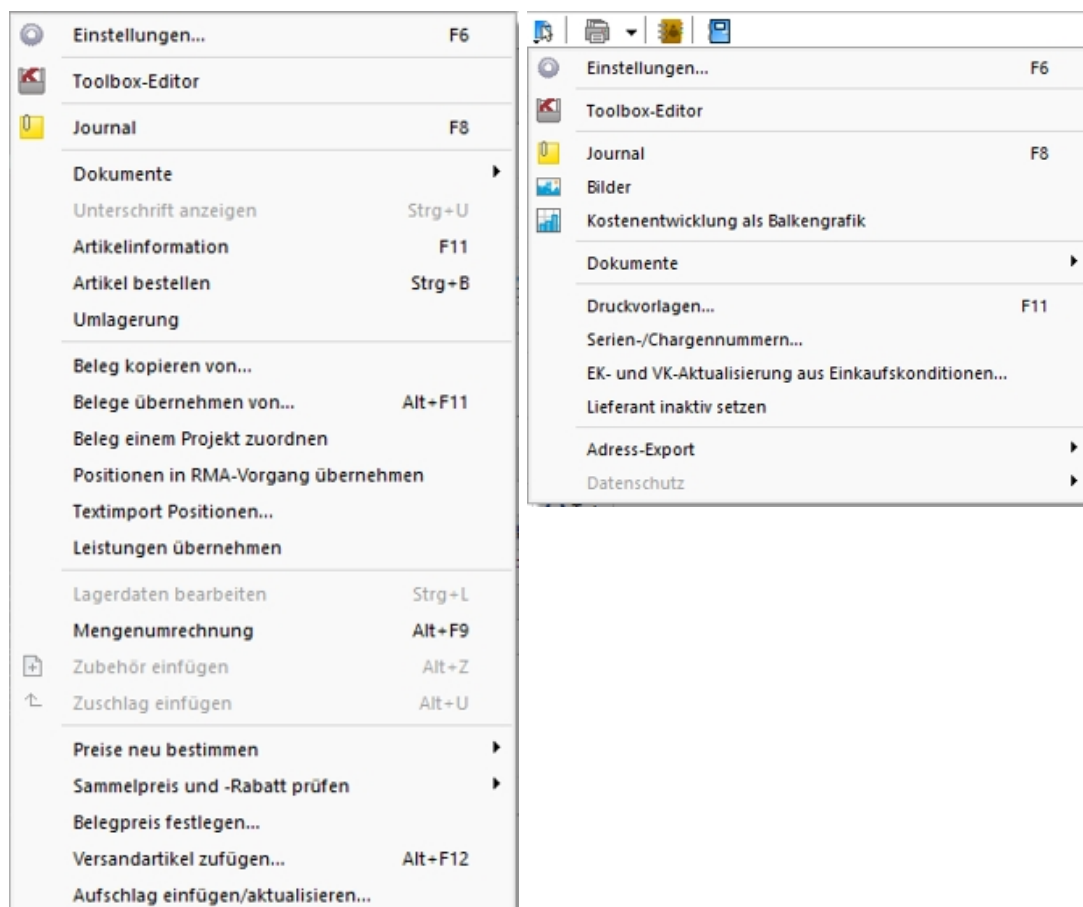 Einstellungen... F6
Toolbox-Editor
Journal F8
Dokumente
Unterschrift anzeigen Strg+U
Artikelinformation F11
Artikel bestellen Strg+B
Umlagerung
Beleg kopieren von...
Belege übernehmen von... Alt+F11
Beleg einem Projekt zuordnen
Positionen in RMA-Vorgang übernehmen
Textimport Positionen...
Leistungen übernehmen
Lagerdaten bearbeiten Strg+L
Mengenumrechnung Alt+F9
Zubehör einfügen Alt+Z
Zuschlag einfügen Alt+U
Preise neu bestimmen
Sammelpreis und -Rabatt prüfen
Belegpreis festlegen...
Versandartikel zufügen... Alt+F12
Aufschlag einfügen/aktualisieren...
Einstellungen... F6
Toolbox-Editor
Journal F8
Bilder
Kostenentwicklung als Balkengrafik
Dokumente
Druckvorlagen... F11
Serien-/Chargennummern...
EK- und VK-Aktualisierung aus Einkaufskonditionen...
Lieferant inaktiv setzen
Adress-Export
Datenschutz